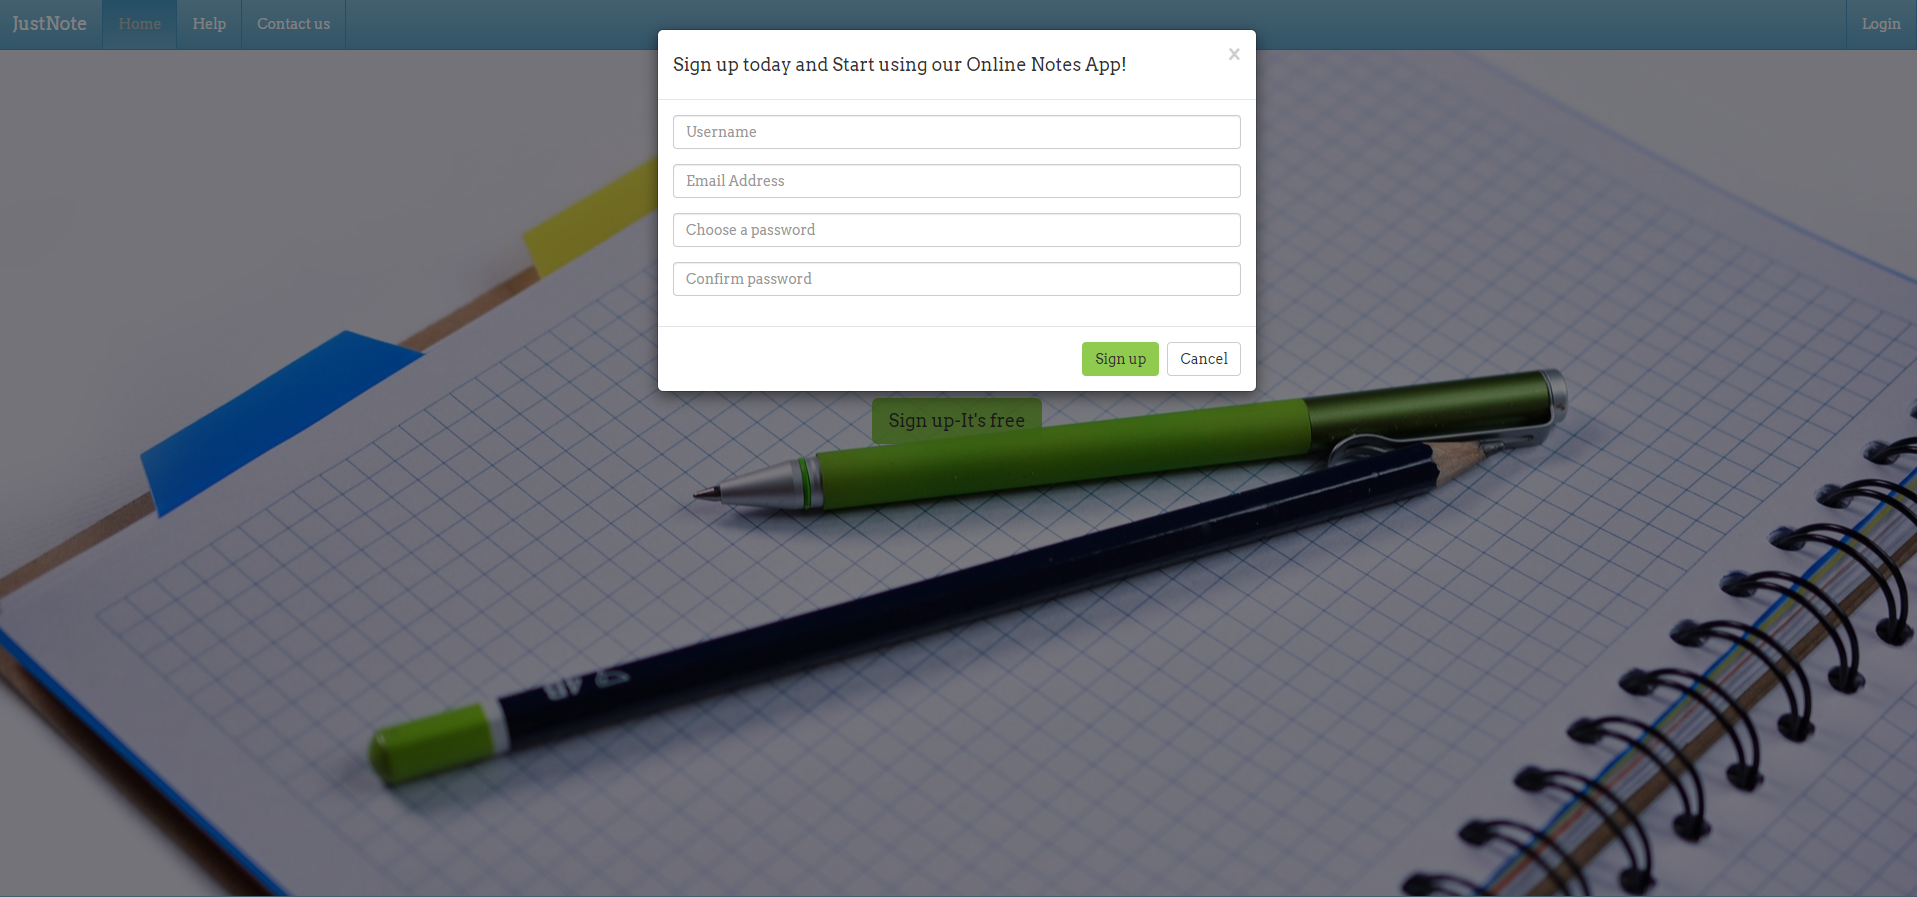 JustNote
Home
Help
Contact us
Login
Sign up today and Start using our Online Notes App!
×
Username
Email Address
Choose a password
Confirm password
Sign up
Cancel
Sign up-It's free
4B